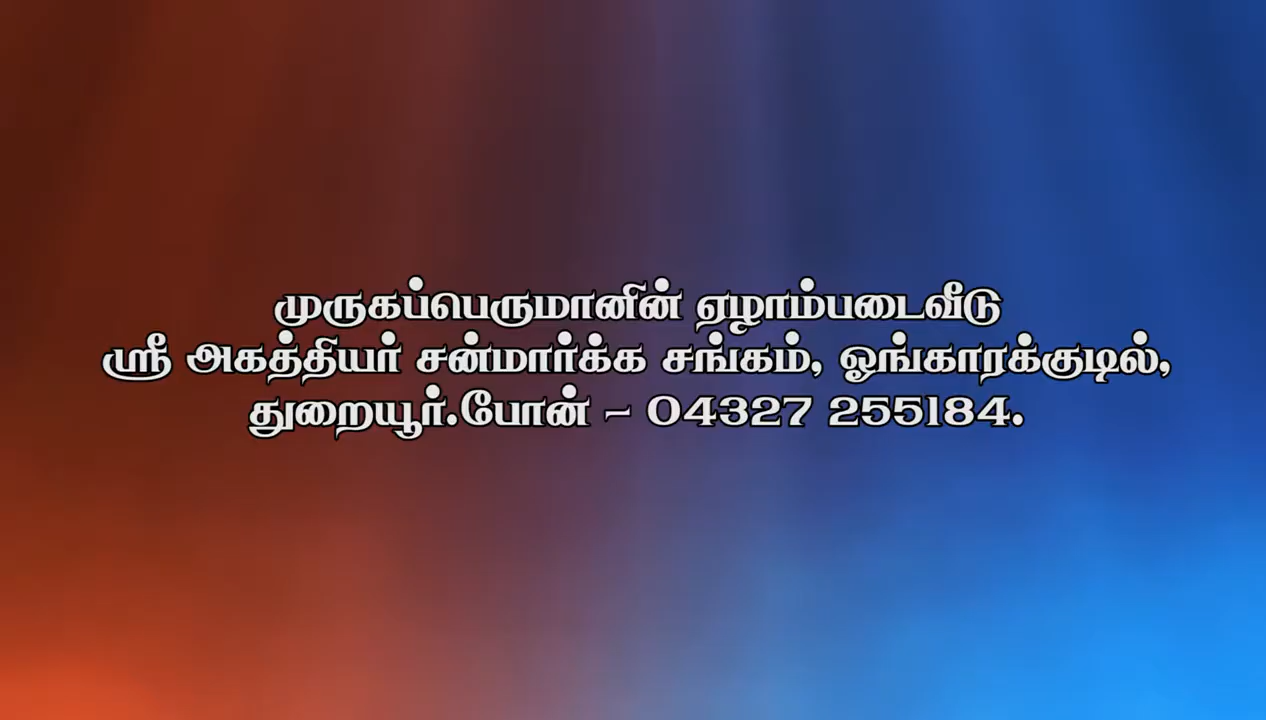 முருகப்பெருமானின் ஏழாம்படைவீடு
ஸ்ரீ அகத்தியர் சன்மார்க்க சங்கம், ஓங்காரக்குடில்,
துறையூர்.போன் – 04327 255184.